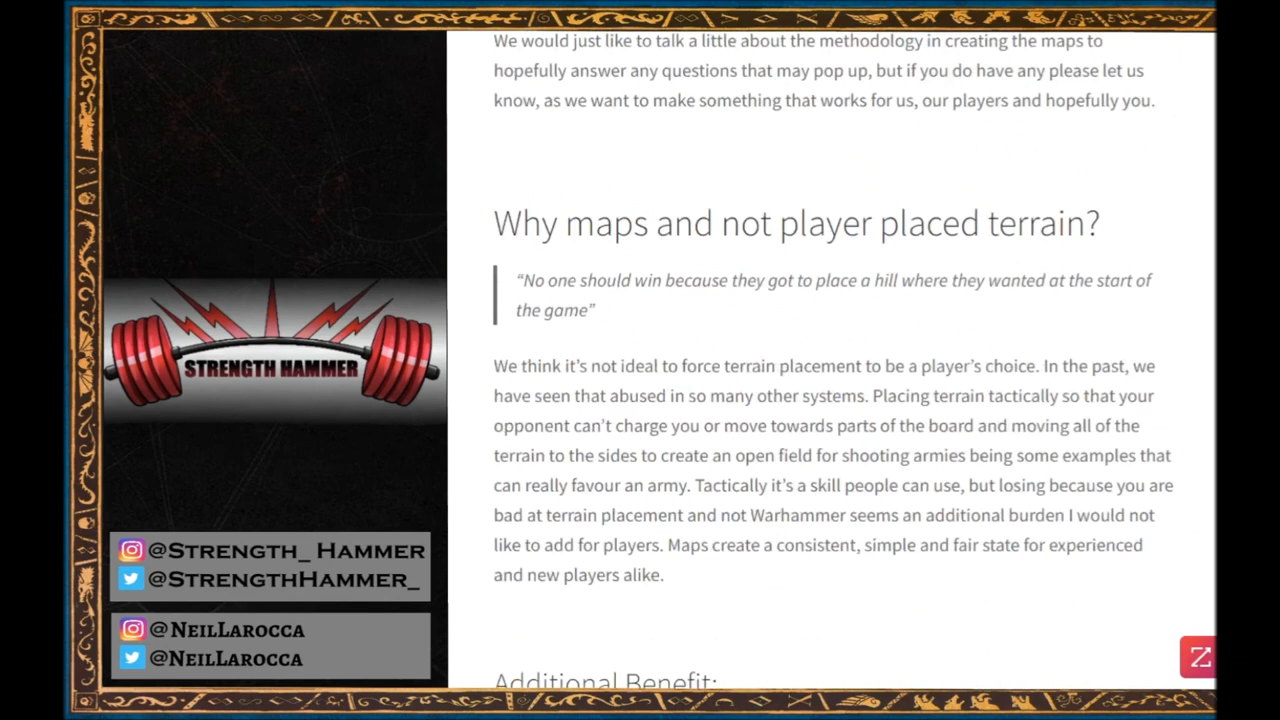 We would just like to talk a little about the methodology in creating the maps to
hopefully answer any questions that may pop up, but if you do have any please let us
know, as we want to make something that works for us, our players and hopefully you.
Why maps and not player placed terrain?
“No one should win because they got to place a hill where they wanted at the start of
the game”
We think it’s not ideal to force terrain placement to be a player’s choice. In the past, we
have seen that abused in so many other systems. Placing terrain tactically so that your
opponent can’t charge you or move towards parts of the board and moving all of the
terrain to the sides to create an open field for shooting armies being some examples that
can really favour an army. Tactically it’s a skill people can use, but losing because you are
bad at terrain placement and not Warhammer seems an additional burden I would not
like to add for players. Maps create a consistent, simple and fair state for experienced
and new players alike.
Additional Benefit:
STRENGTH HAMMER
@STRENGTH_HAMMER
@STRENGTHHAMMER_
@NEILLAROCCA
@NEILLAROCCA